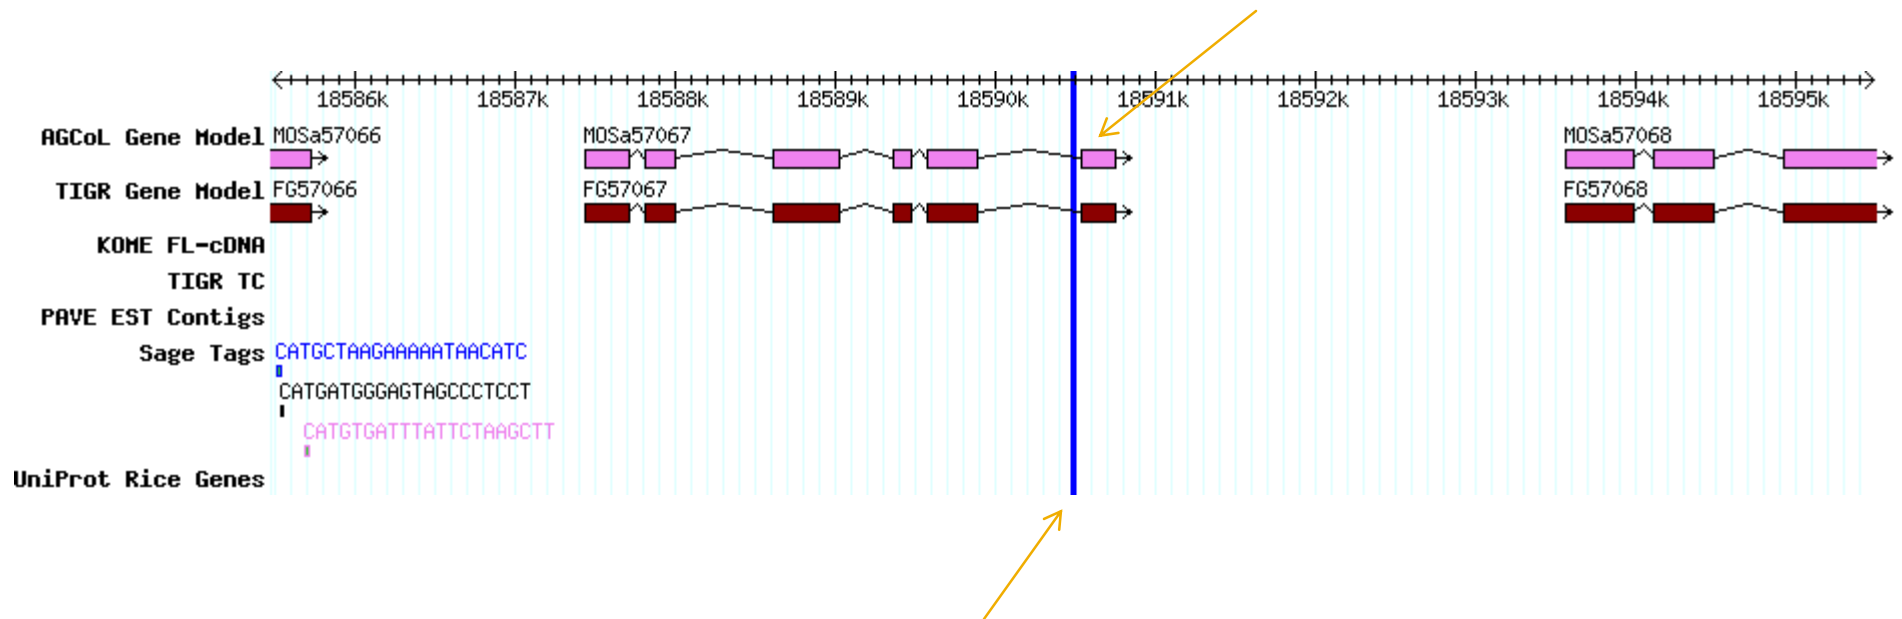 18586k 18587k 18588k 18589k 18590k 18591k 18592k 18593k 18594k 18595k
AGCoL Gene Model MOSa57066 MOSa57067 MOSa57068
TIGR Gene Model FG57066 FG57067 FG57068
KOME FL-cDNA
TIGR TC
PAVE EST Contigs
Sage Tags CATGCTAAGAAAAATAACATC
CATGATGGGAGTAGCCCTCCT
CATGTGATTTATTCTAAGCTT
UniProt Rice Genes